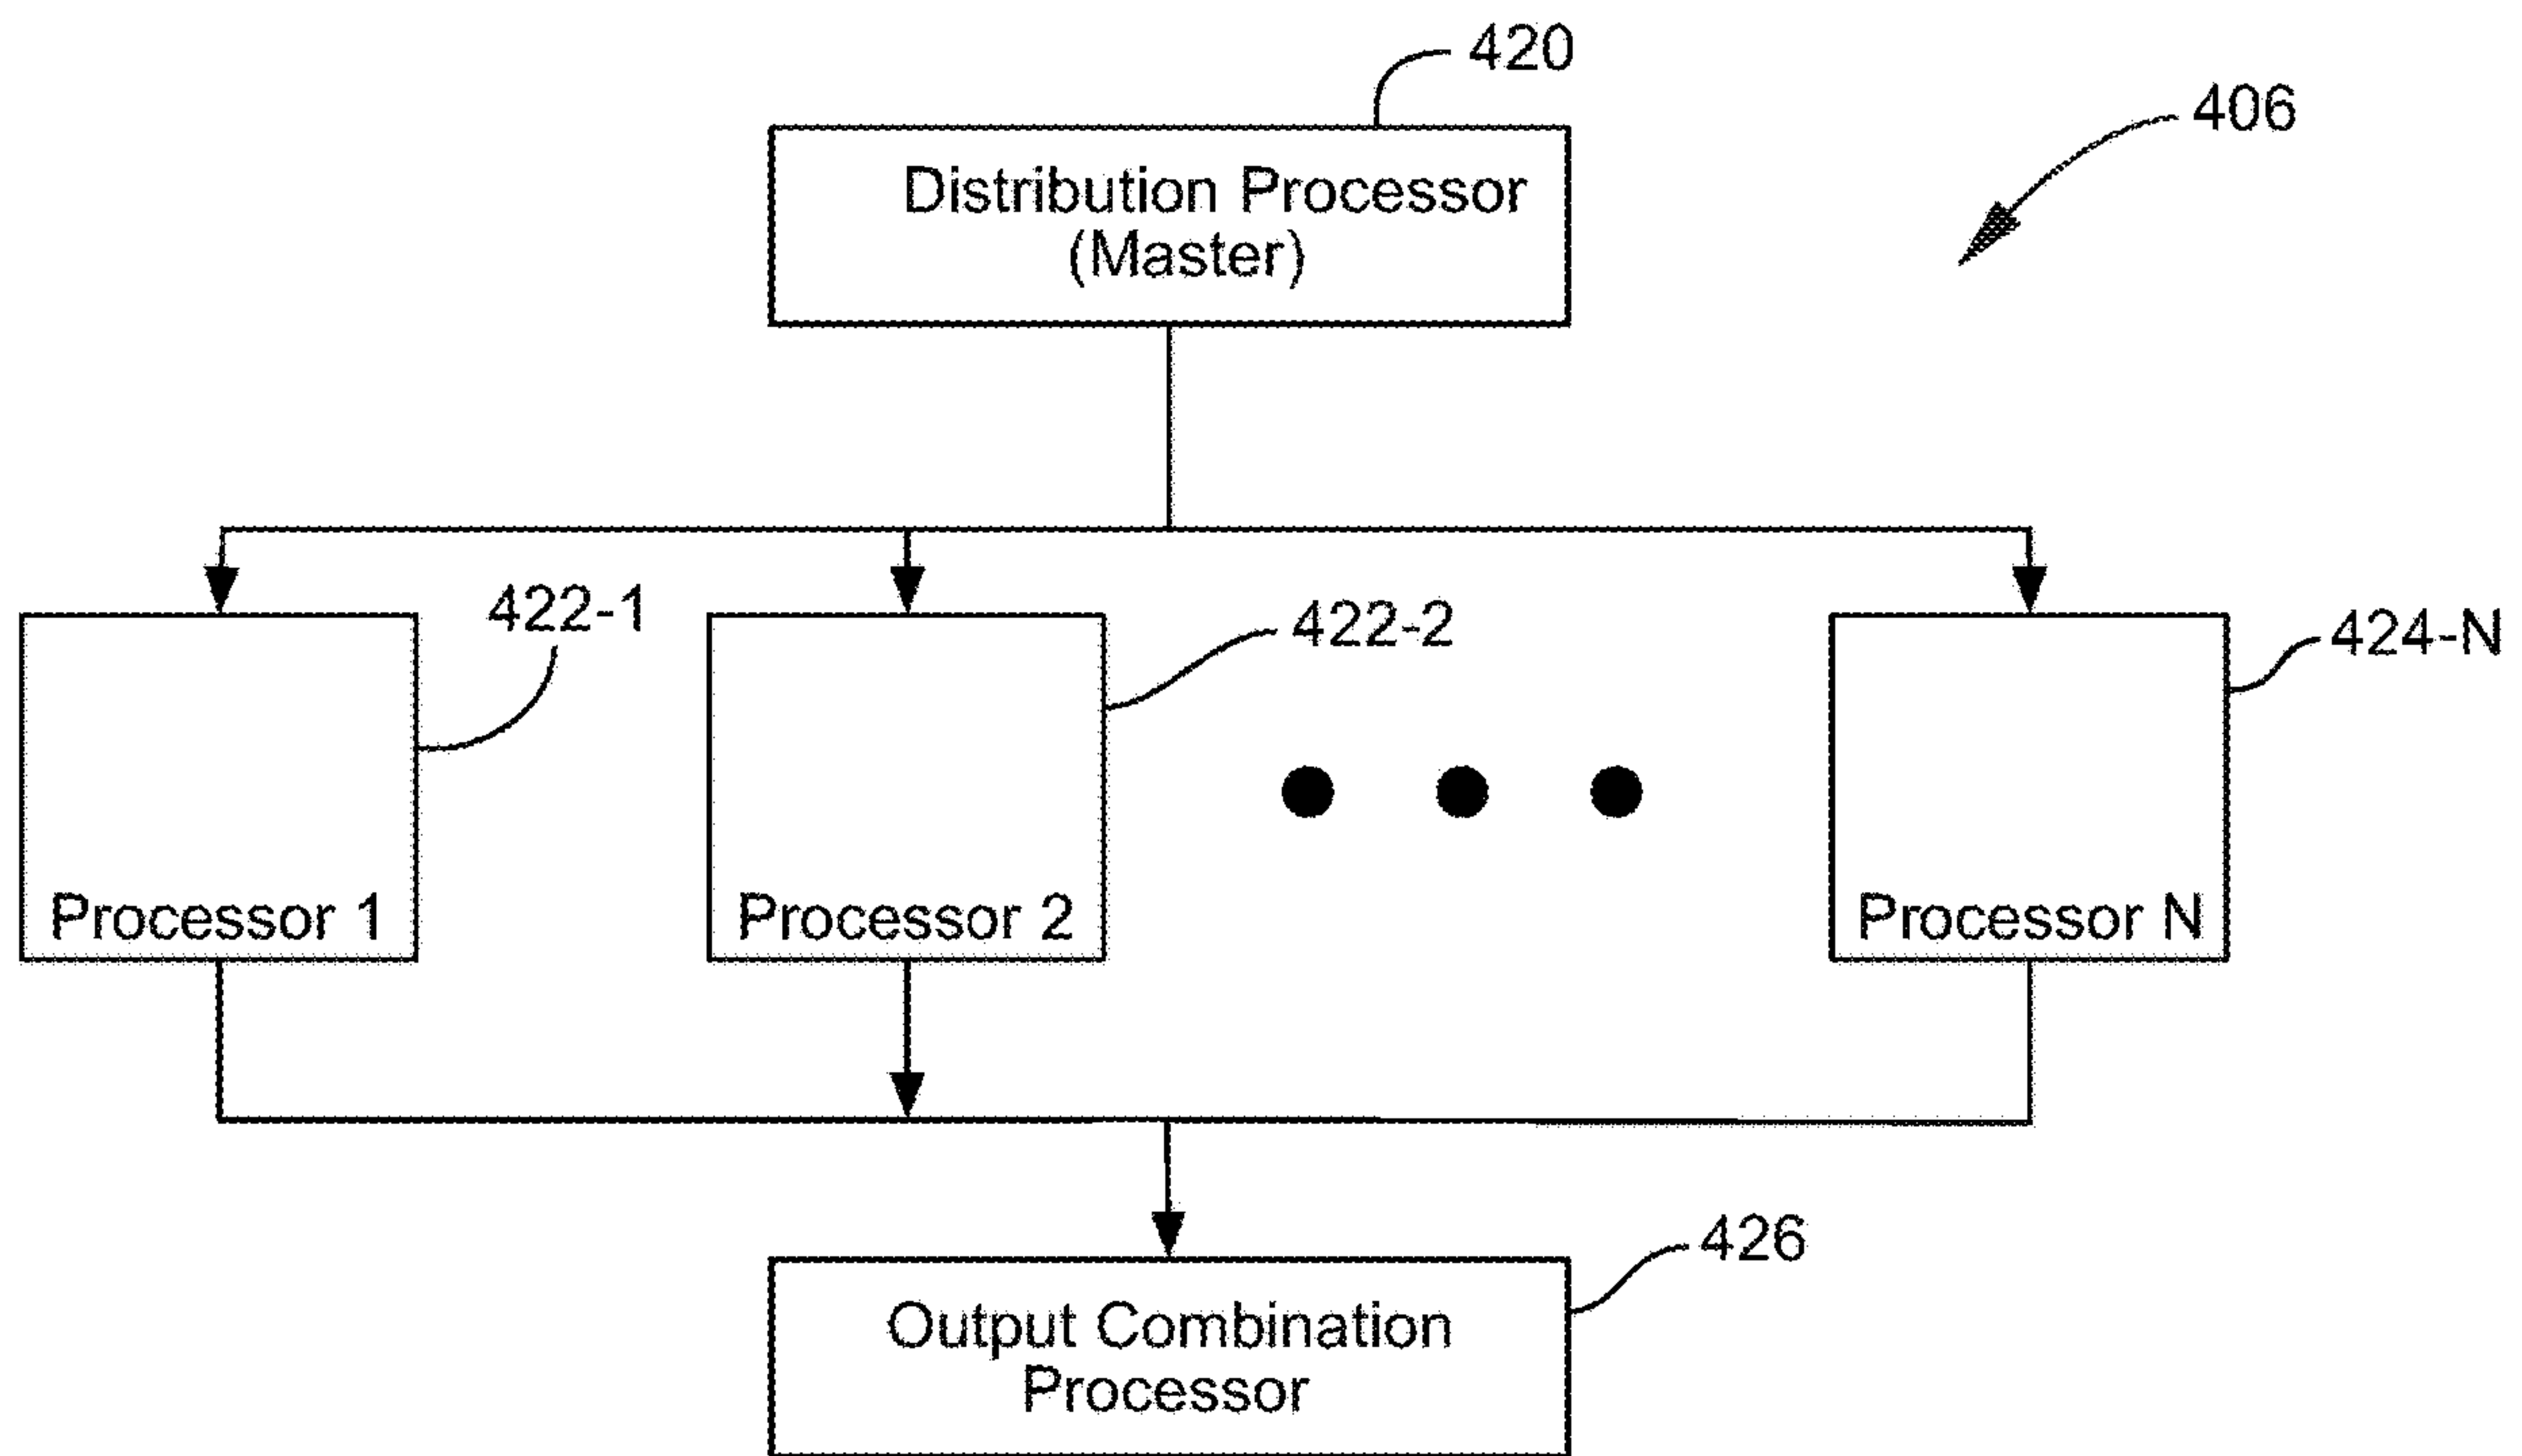 420
406
Distribution Processor
(Master)
422-1
422-2
424-N
Processor 1
Processor 2
Processor N
426
Output Combination
Processor